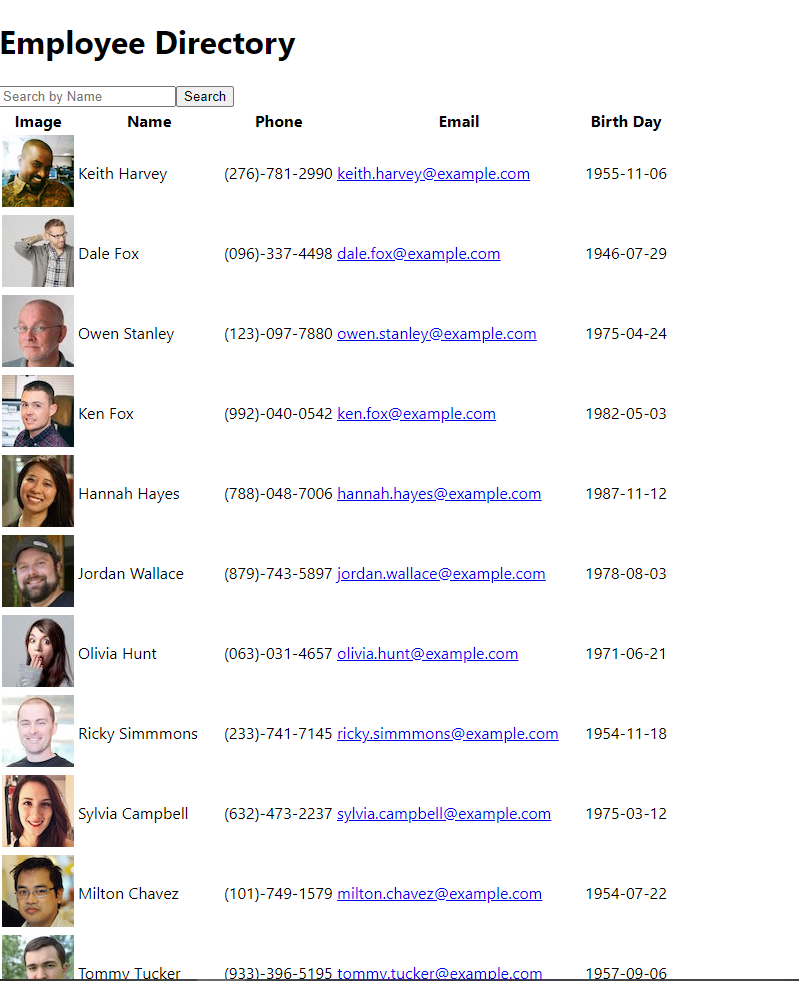 Employee Directory
Search by Name Search
Image Name Phone Email Birth Day
Keith Harvey (276)-781-2990 keith.harvey@example.com 1955-11-06
Dale Fox (096)-337-4498 dale.fox@example.com 1946-07-29
Owen Stanley (123)-097-7880 owen.stanley@example.com 1975-04-24
Ken Fox (992)-040-0542 ken.fox@example.com 1982-05-03
Hannah Hayes (788)-048-7006 hannah.hayes@example.com 1987-11-12
Jordan Wallace (879)-743-5897 jordan.wallace@example.com 1978-08-03
Olivia Hunt (063)-031-4657 olivia.hunt@example.com 1971-06-21
Ricky Simmmons (233)-741-7145 ricky.simmmons@example.com 1954-11-18
Sylvia Campbell (632)-473-2237 sylvia.campbell@example.com 1975-03-12
Milton Chavez (101)-749-1579 milton.chavez@example.com 1954-07-22
Tommy Tucker (933)-396-5195 tommy.tucker@example.com 1957-09-06